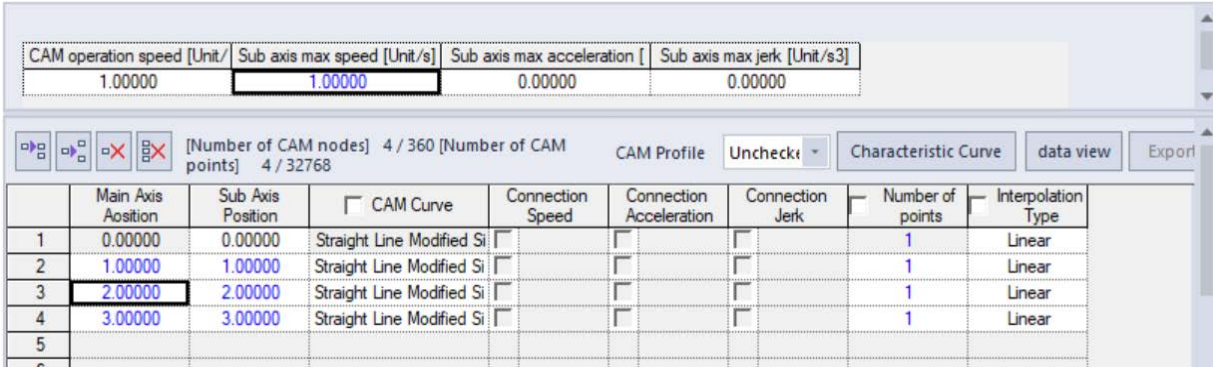 CAM operation speed [Unit/ Sub axis max speed [Unit/s] Sub axis max acceleration [ Sub axis max jerk [Unit/s3]
1.00000 1.00000 0.00000 0.00000
[Number of CAM nodes] 4 / 360 [Number of CAM
points] 4 / 32768
CAM Profile Unchecke Characteristic Curve data view Export
Main Axis Aosition Sub Axis Position CAM Curve Connection Speed Connection Acceleration Connection Jerk Number of points Interpolation Type
1 0.00000 0.00000 Straight Line Modified Si 1 Linear
2 1.00000 1.00000 Straight Line Modified Si 1 Linear
3 2.00000 2.00000 Straight Line Modified Si 1 Linear
4 3.00000 3.00000 Straight Line Modified Si 1 Linear
5